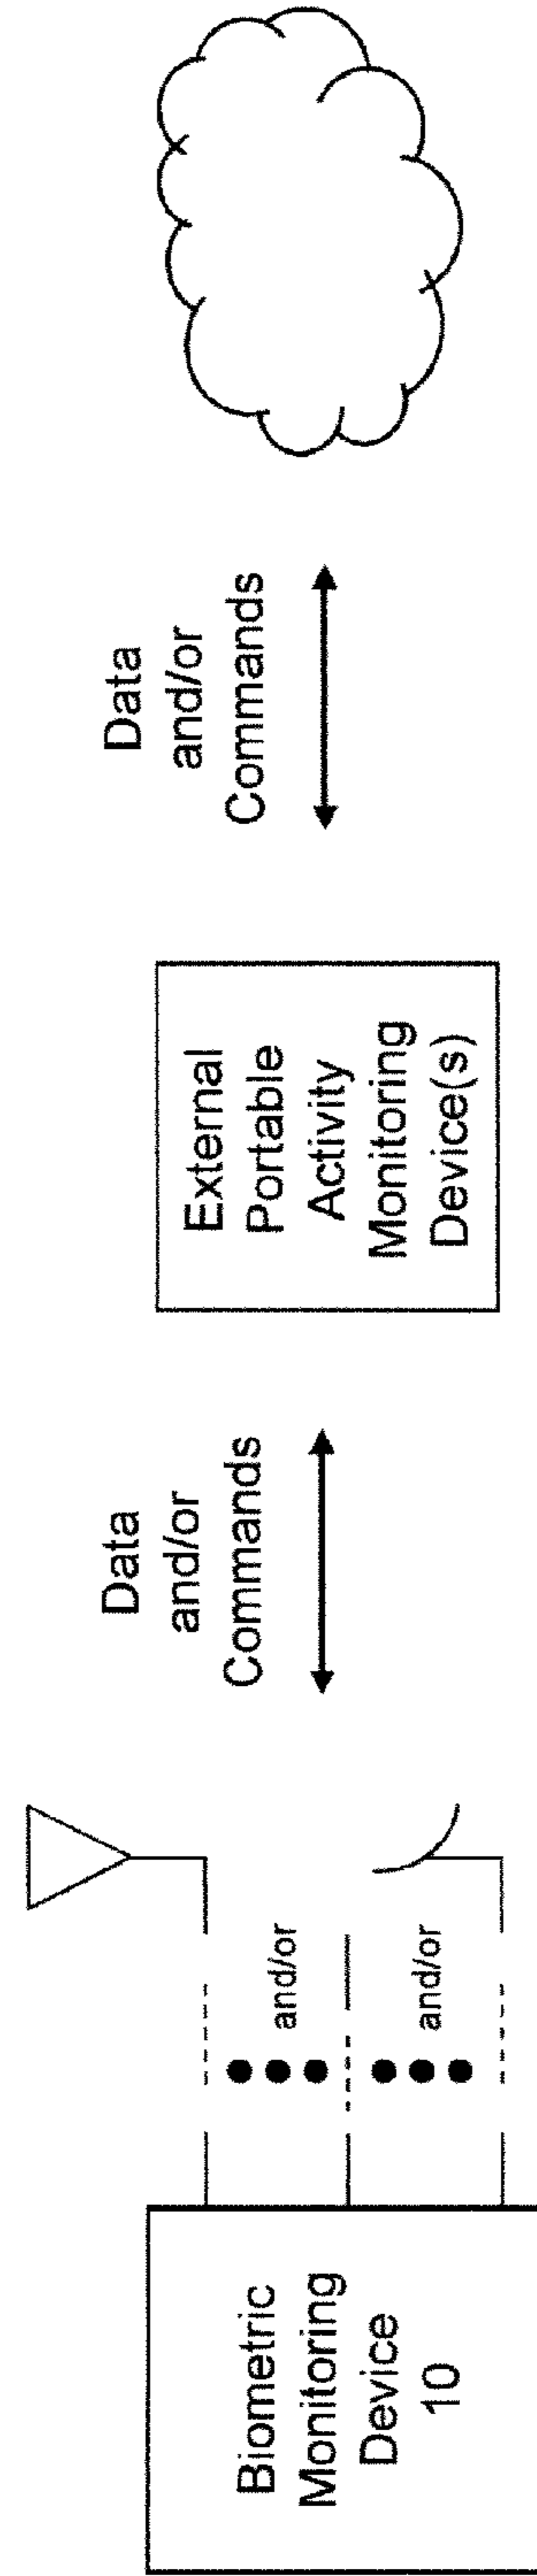 Biometric
Monitoring
Device
10
and/or
and/or
Data
and/or
Commands
External
Portable
Activity
Monitoring
Device(s)
Data
and/or
Commands